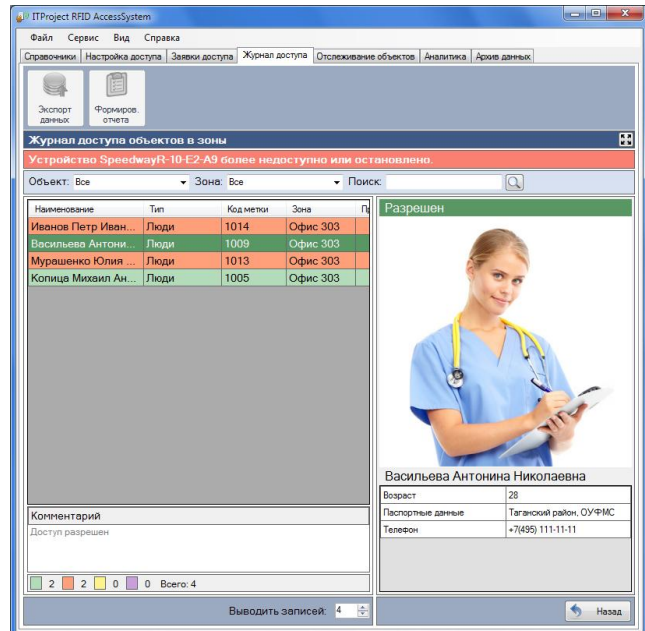 ITProject RFID AccessSystem
Файл Сервис Вид Справка
Справочники Настройка доступа Заявки доступа Журнал доступа Отслеживание объектов Аналитика Архив данных
Экспорт данных
Формиров. отчета
Журнал доступа объектов в зоны
Устройство SpeedwayR-10-E2-A9 более недоступно или остановлено.
Объект: Все Зона: Все Поиск:
Наименование Тип Код метки Зона
Иванов Петр Иван... Люди 1014 Офис 303
Васильева Антони... Люди 1009 Офис 303
Мурашенко Юлия ... Люди 1013 Офис 303
Копица Михаил Ан... Люди 1005 Офис 303
Комментарий
Доступ разрешен
2 2 0 0 Всего: 4
Выводить записей: 4
Разрешен
Васильева Антонина Николаевна
Возраст 28
Паспортные данные Таганский район, ОУФМС
Телефон +7(495) 111-11-11
Назад